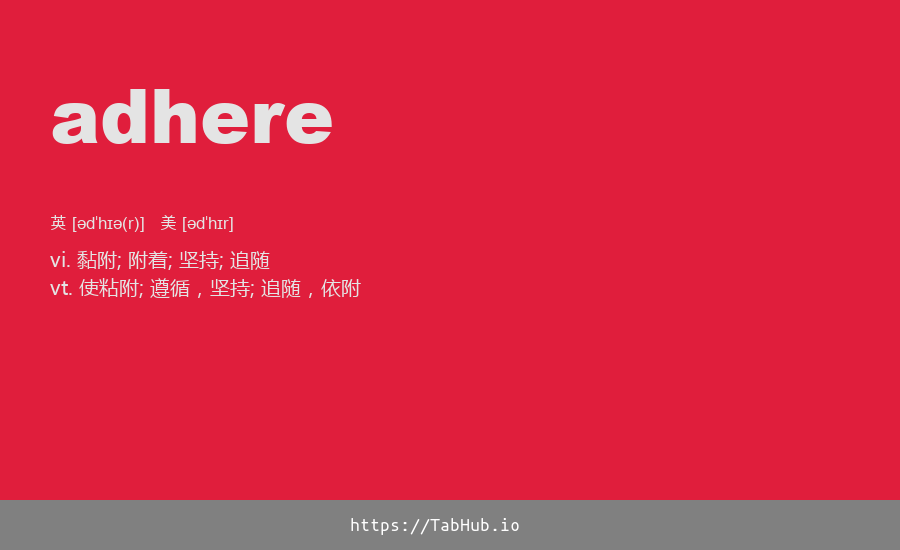 adhere
英 [əd'hɪə(r)] 美 [əd'hɪr]
vi. 黏附; 附着; 坚持; 追随
vt. 使粘附; 遵循，坚持; 追随，依附
https://TabHub.io